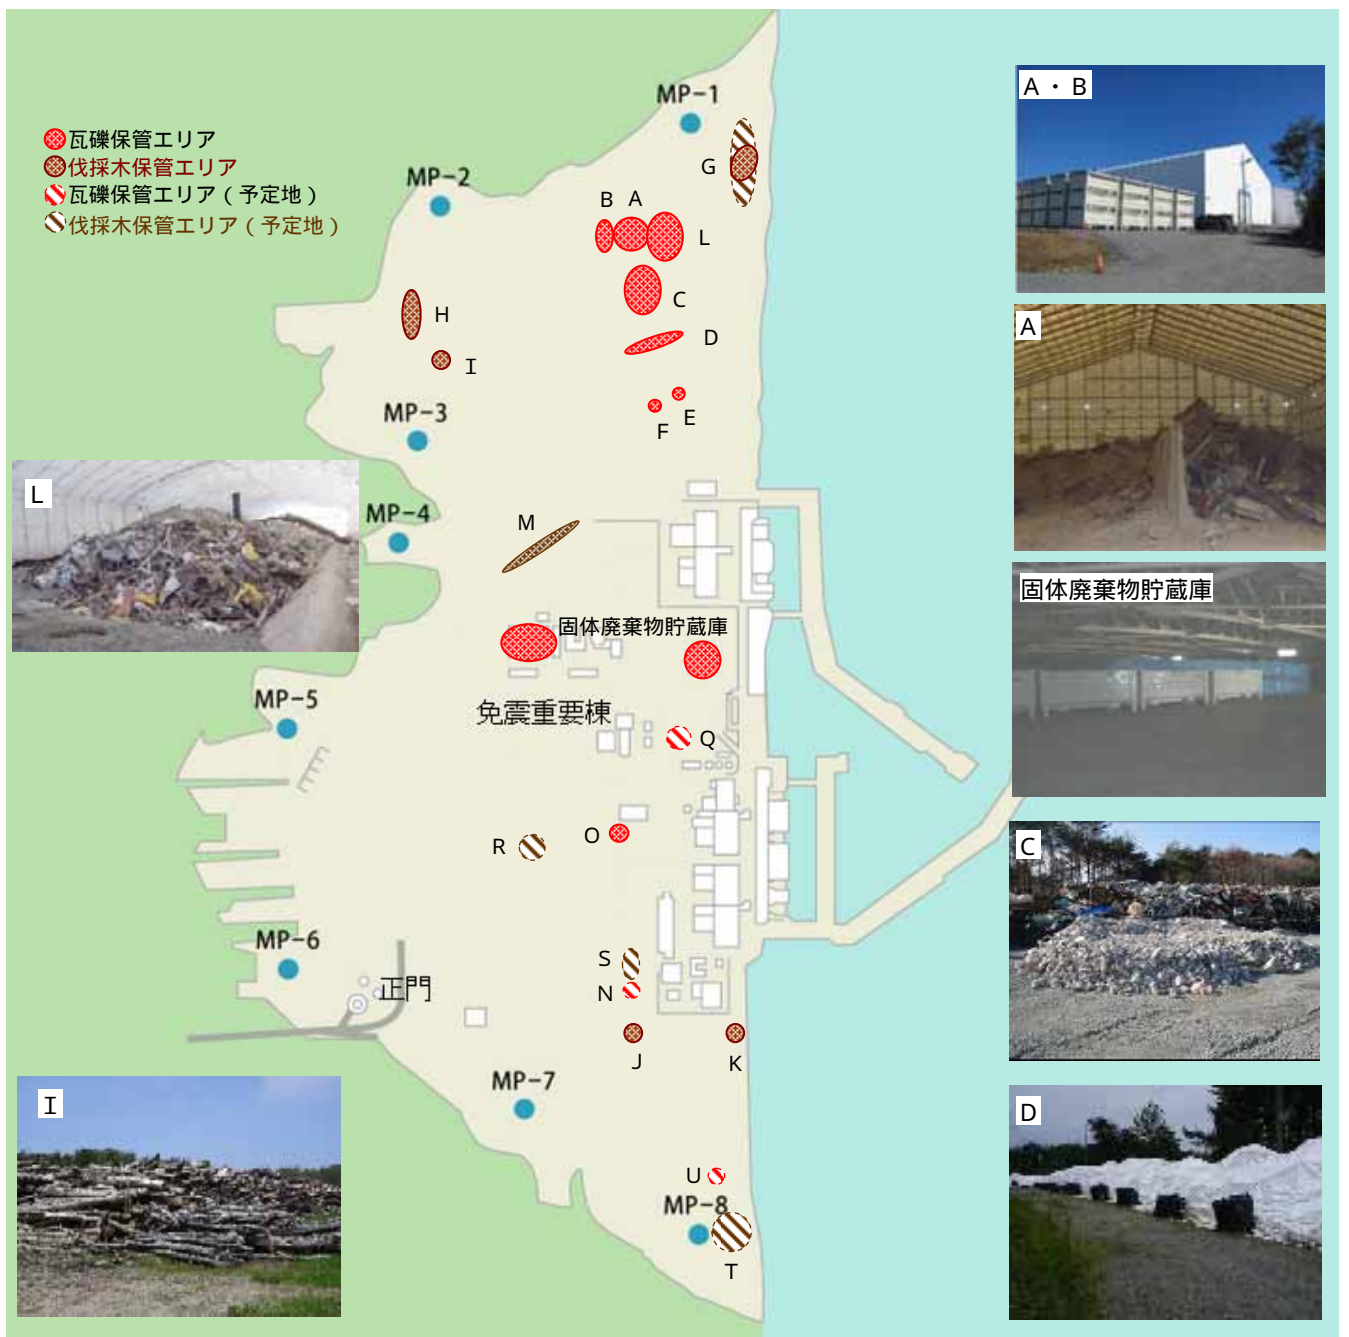 瓦礫保管エリア
伐採木保管エリア
瓦礫保管エリア（予定地）
伐採木保管エリア（予定地）
MP-1
G
MP-2
B
A
L
C
H
D
I
E
F
MP-3
MP-4
M
固体廃棄物貯蔵庫
MP-5
免震重要棟
Q
O
R
MP-6
S
N
正門
J
K
MP-7
U
MP-8
T
L
I
A・B
A
固体廃棄物貯蔵庫
C
D